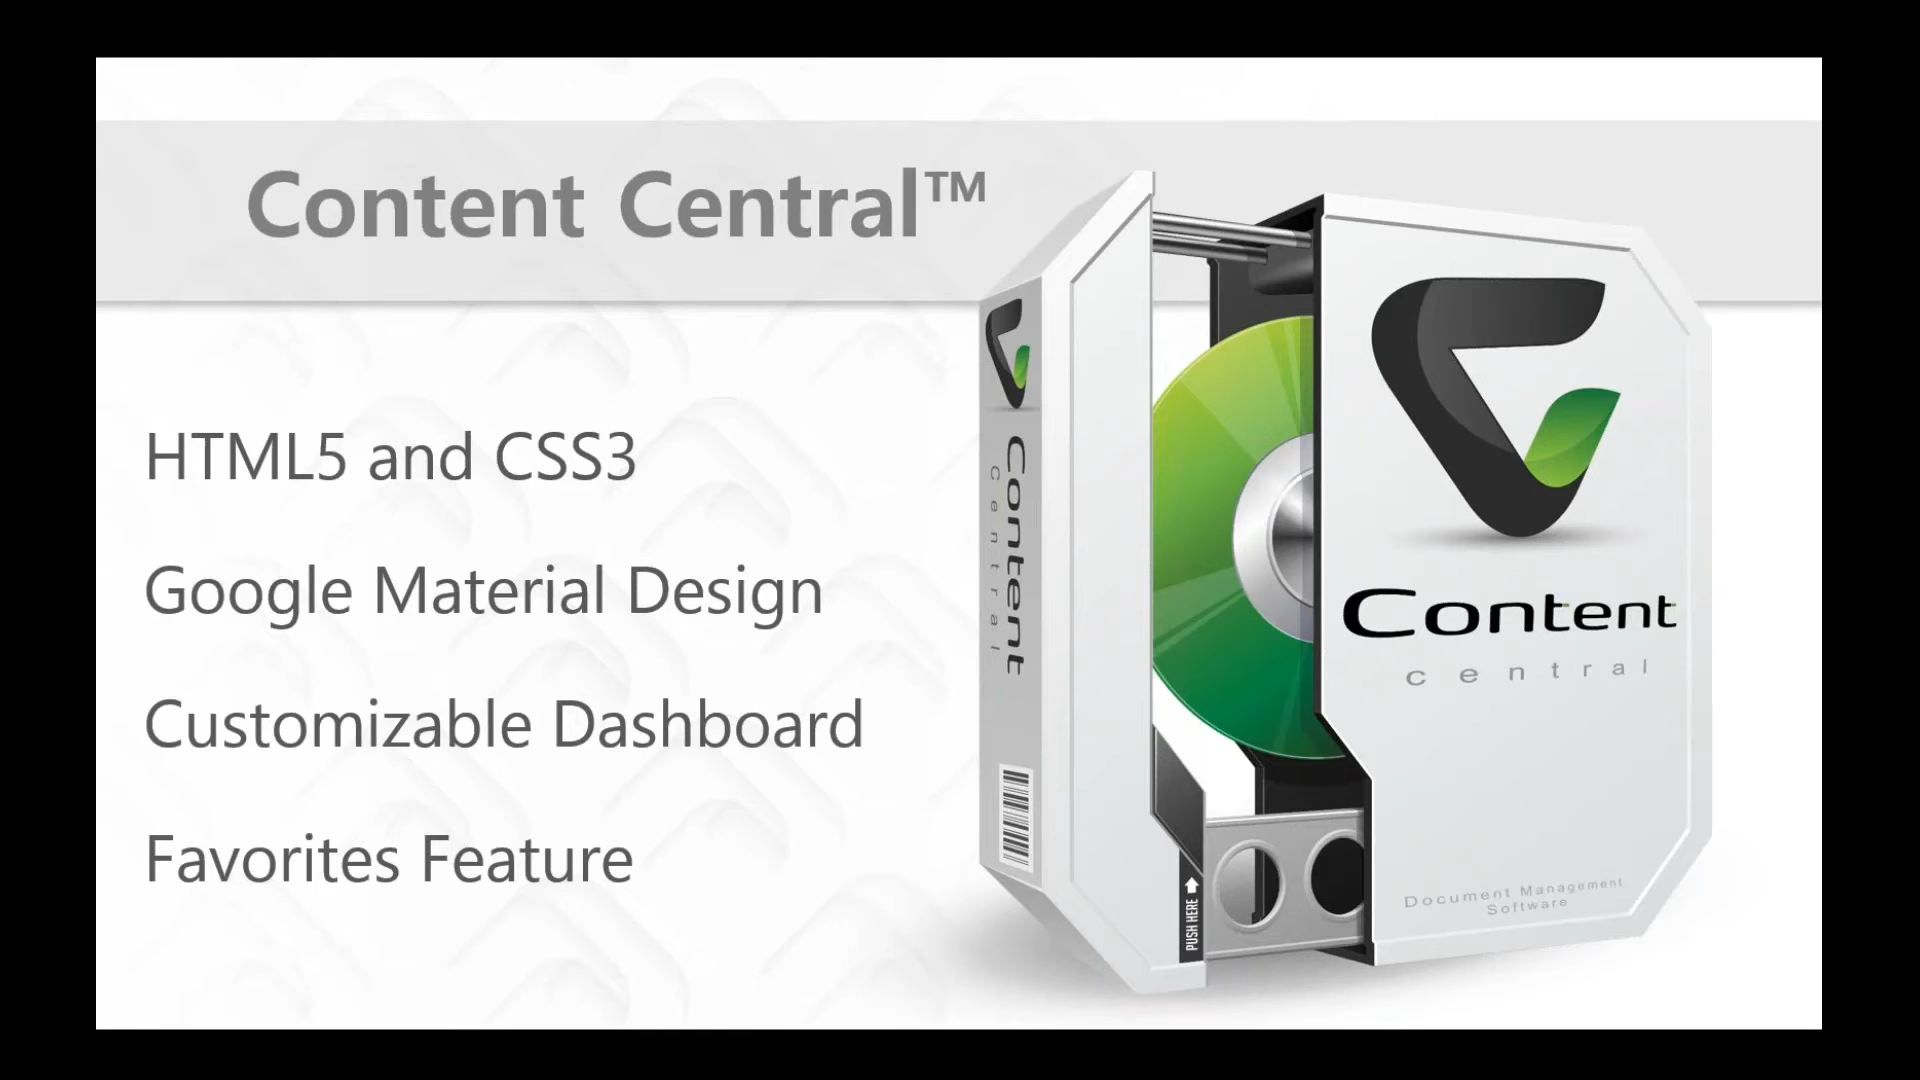 Content Central™
HTML5 and CSS3
Google Material Design
Customizable Dashboard
Favorites Feature
Content
Central
PUSH HERE
Content
central
Document Management
Software